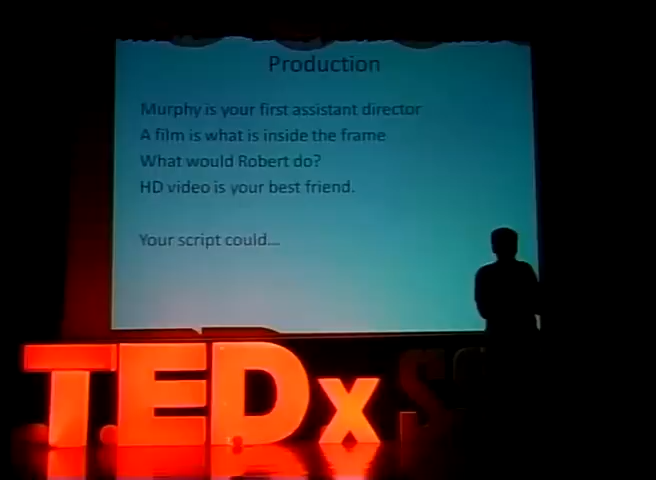 Production
Murphy is your first assistant director
A film is what is inside the frame
What would Robert do?
HD video is your best friend.
Your script could...
TEDx